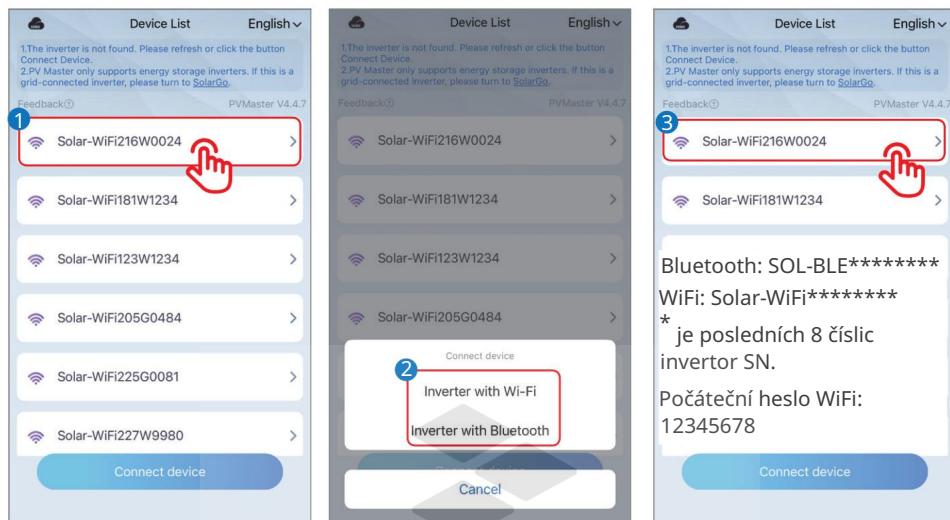 Device List English
1.The inverter is not found. Please refresh or click the button
Connect Device.
2.PV Master only supports energy storage inverters. If this is a
grid-connected inverter, please turn to SolarGo.
Feedback? PVMaster V4.4.7
1
Solar-WiFi216W0024
Solar-WiFi181W1234
Solar-WiFi123W1234
Solar-WiFi205G0484
Solar-WiFi225G0081
Solar-WiFi227W9980
Connect device
Device List English
1.The inverter is not found. Please refresh or click the button
Connect Device.
2.PV Master only supports energy storage inverters. If this is a
grid-connected inverter, please turn to SolarGo.
Feedback? PVMaster V4.4.7
Solar-WiFi216W0024
Solar-WiFi181W1234
Solar-WiFi123W1234
Solar-WiFi205G0484
Connect device
2
Inverter with Wi-Fi
Inverter with Bluetooth
Cancel
Device List English
1.The inverter is not found. Please refresh or click the button
Connect Device.
2.PV Master only supports energy storage inverters. If this is a
grid-connected inverter, please turn to SolarGo.
Feedback? PVMaster V4.4.7
3
Solar-WiFi216W0024
Solar-WiFi181W1234
Bluetooth: SOL-BLE********
WiFi: Solar-WiFi********
* je posledních 8 číslic
invertor SN.
Počáteční heslo WiFi:
12345678
Connect device